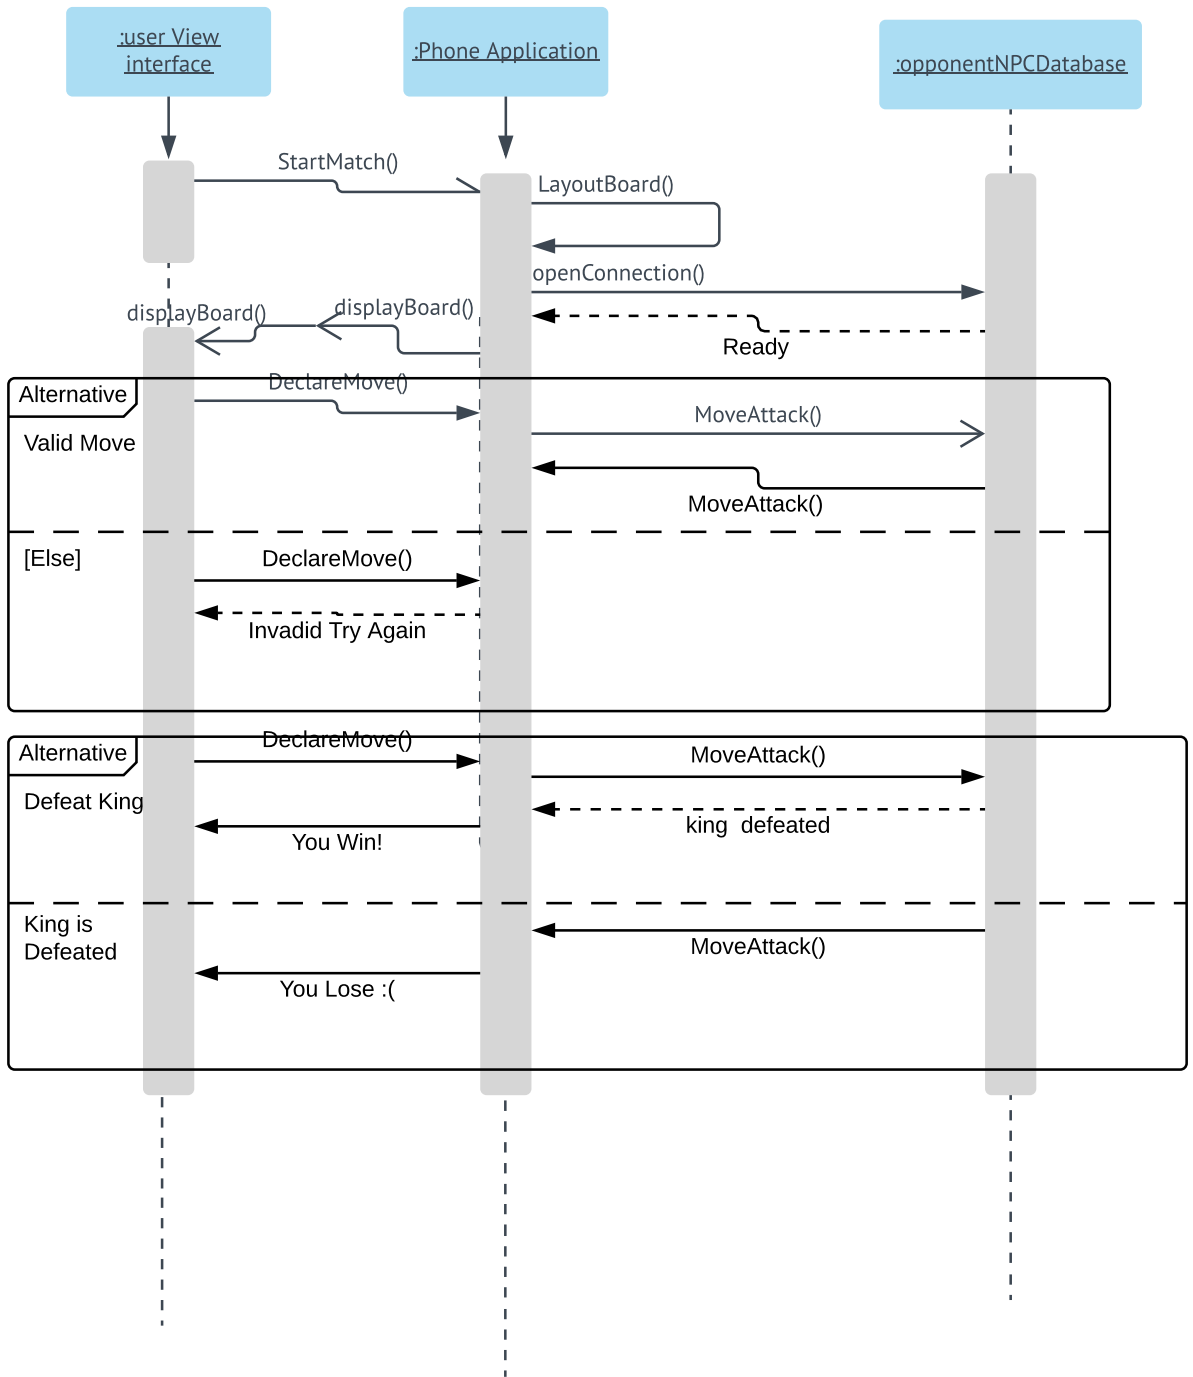 :user View
interface
:Phone Application
:opponentNPCDatabase
StartMatch()
LayoutBoard()
openConnection()
displayBoard()
displayBoard()
Ready
Alternative
DeclareMove()
MoveAttack()
Valid Move
MoveAttack()
[Else]
DeclareMove()
Invadid Try Again
Alternative
DeclareMove()
MoveAttack()
Defeat King
king  defeated
You Win!
King is
Defeated
MoveAttack()
You Lose :(